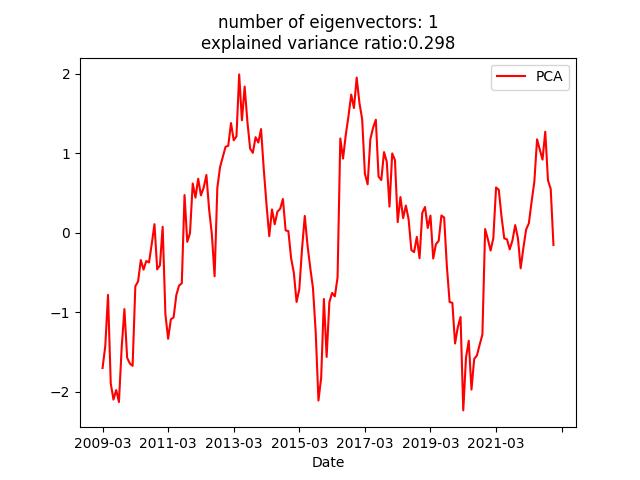 number of eigenvectors: 1
explained variance ratio:0.298
PCA
2
1
0
−1
−2
2009-03 2011-03 2013-03 2015-03 2017-03 2019-03 2021-03
Date